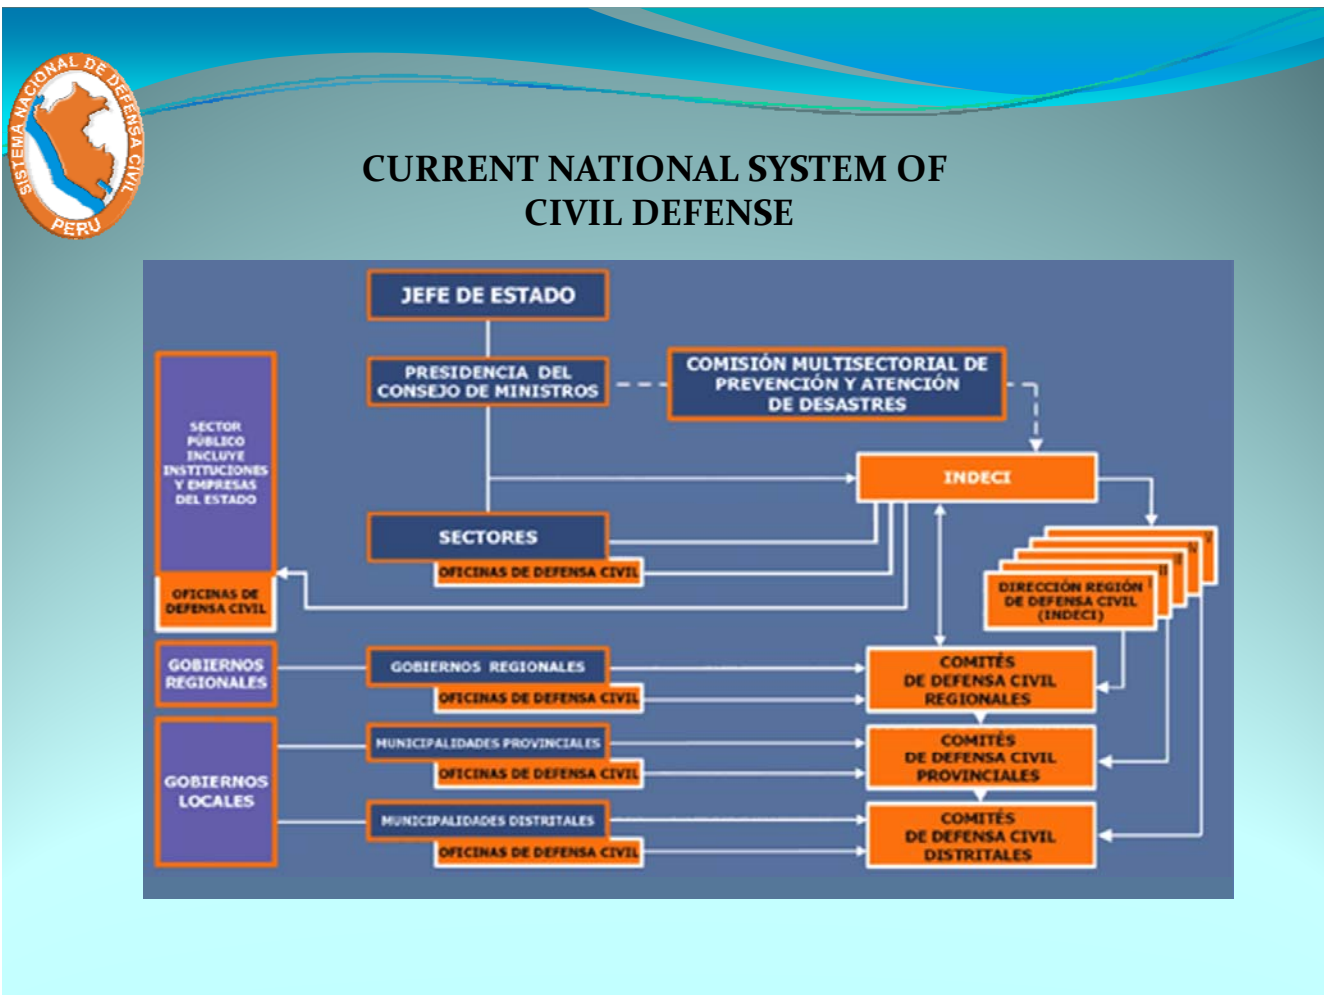 SISTEMA NACIONAL DE DEFENSA CIVIL
PERU
CURRENT NATIONAL SYSTEM OF
CIVIL DEFENSE
JEFE DE ESTADO
PRESIDENCIA DEL
CONSEJO DE MINISTROS
COMISIÓN MULTISECTORIAL DE
PREVENCIÓN Y ATENCIÓN
DE DESASTRES
SECTOR
PÚBLICO
INCLUYE
INSTITUCIONES
Y EMPRESAS
DEL ESTADO
INDECI
SECTORES
OFICINAS DE DEFENSA CIVIL
OFICINAS DE
DEFENSA CIVIL
V
IV
III
II
DIRECCIÓN REGIÓN I
DE DEFENSA CIVIL
(INDECI)
GOBIERNOS
REGIONALES
GOBIERNOS REGIONALES
OFICINAS DE DEFENSA CIVIL
COMITÉS
DE DEFENSA CIVIL
REGIONALES
GOBIERNOS
LOCALES
MUNICIPALIDADES PROVINCIALES
OFICINAS DE DEFENSA CIVIL
COMITÉS
DE DEFENSA CIVIL
PROVINCIALES
MUNICIPALIDADES DISTRITALES
OFICINAS DE DEFENSA CIVIL
COMITÉS
DE DEFENSA CIVIL
DISTRITALES